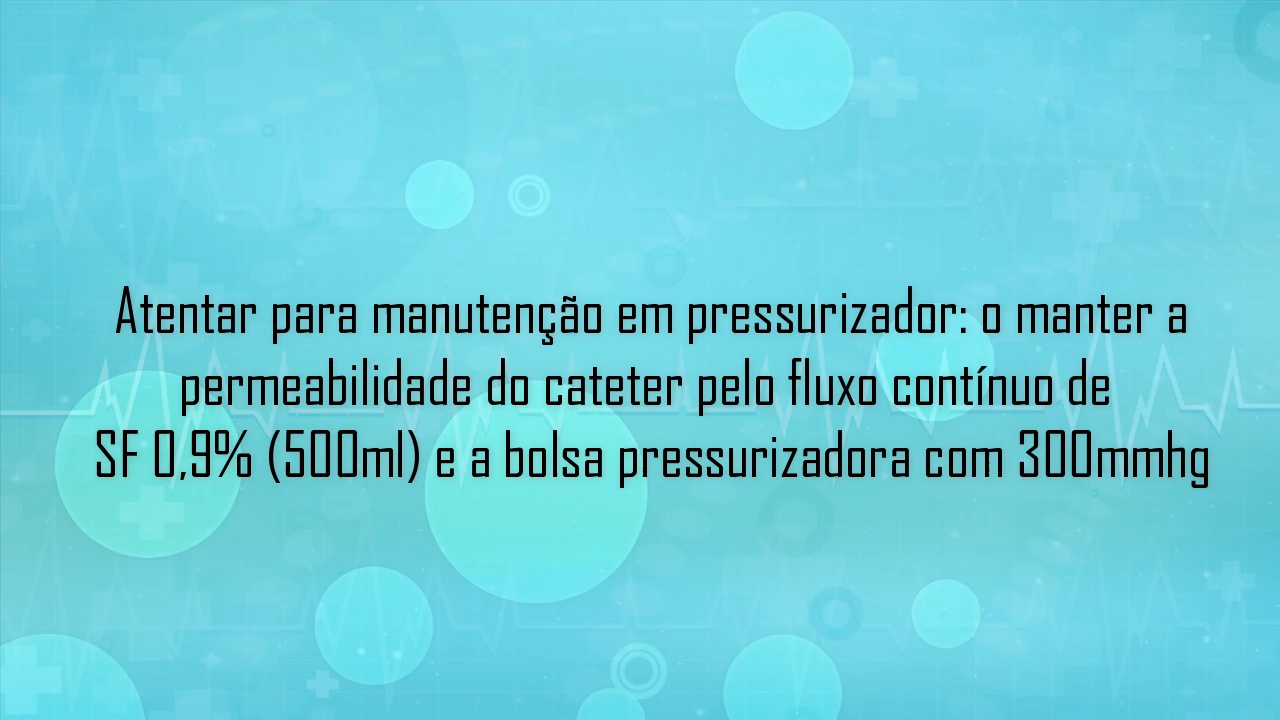 Atentar para manutenção em pressurizador: o manter a
permeabilidade do cateter pelo fluxo contínuo de
SF 0,9% (500ml) e a bolsa pressurizadora com 300mmhg